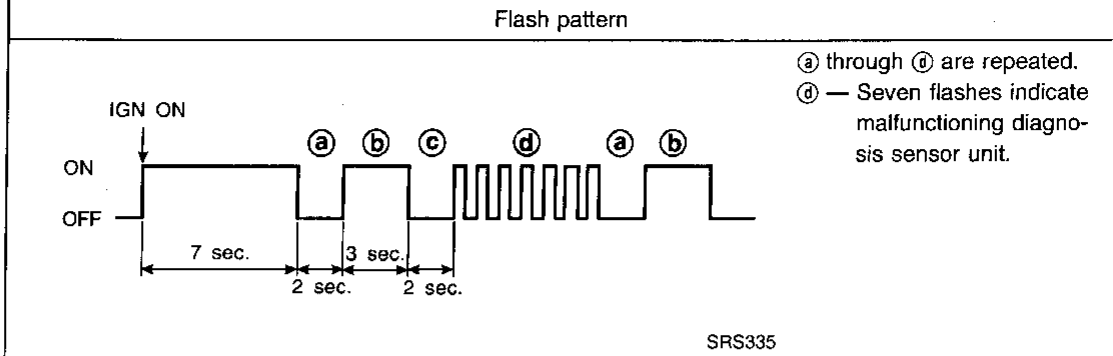 Flash pattern
ⓐ through ⓓ are repeated.
ⓓ — Seven flashes indicate
malfunctioning diagno-
sis sensor unit.
IGN ON
ⓐ ⓑ ⓒ ⓓ ⓐ ⓑ
ON
OFF
7 sec. 3 sec.
2 sec. 2 sec.
SRS335